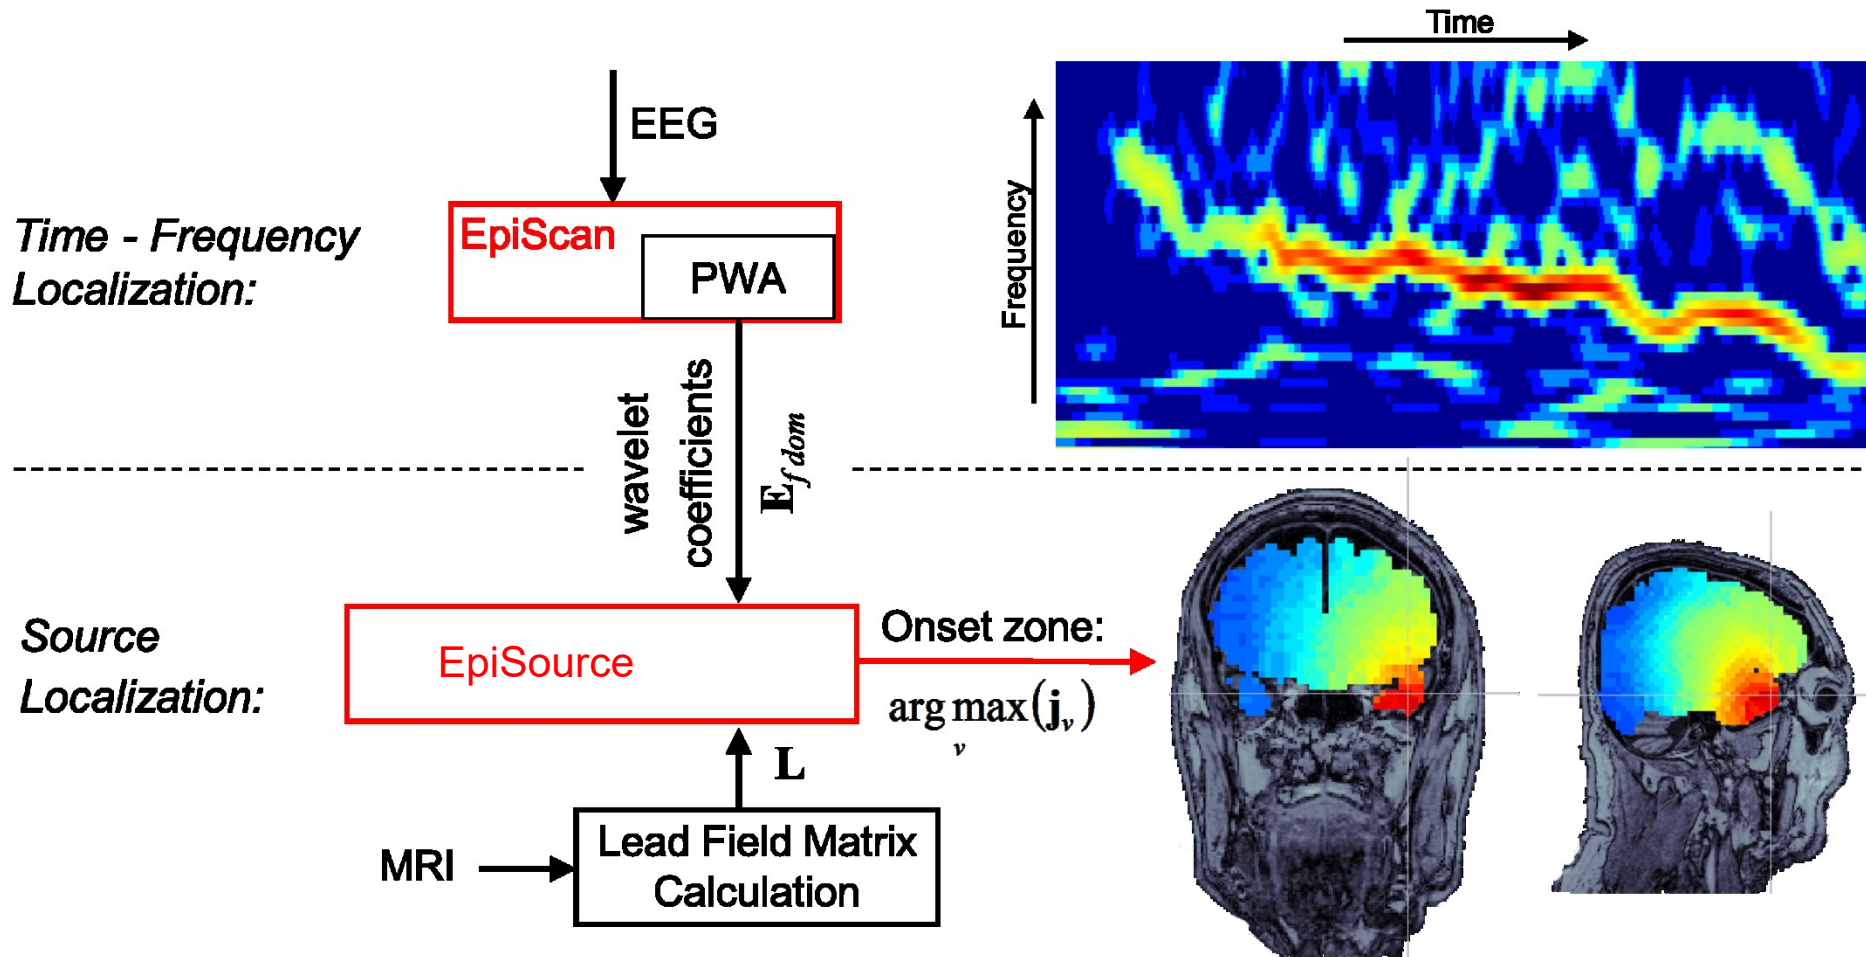 Time
EEG
Frequency
Time - Frequency
Localization:
EpiScan
PWA
wavelet
coefficients
E_{f dom}
Source
Localization:
EpiSource
Onset zone:
arg max(j_v)
v
L
MRI
Lead Field Matrix
Calculation